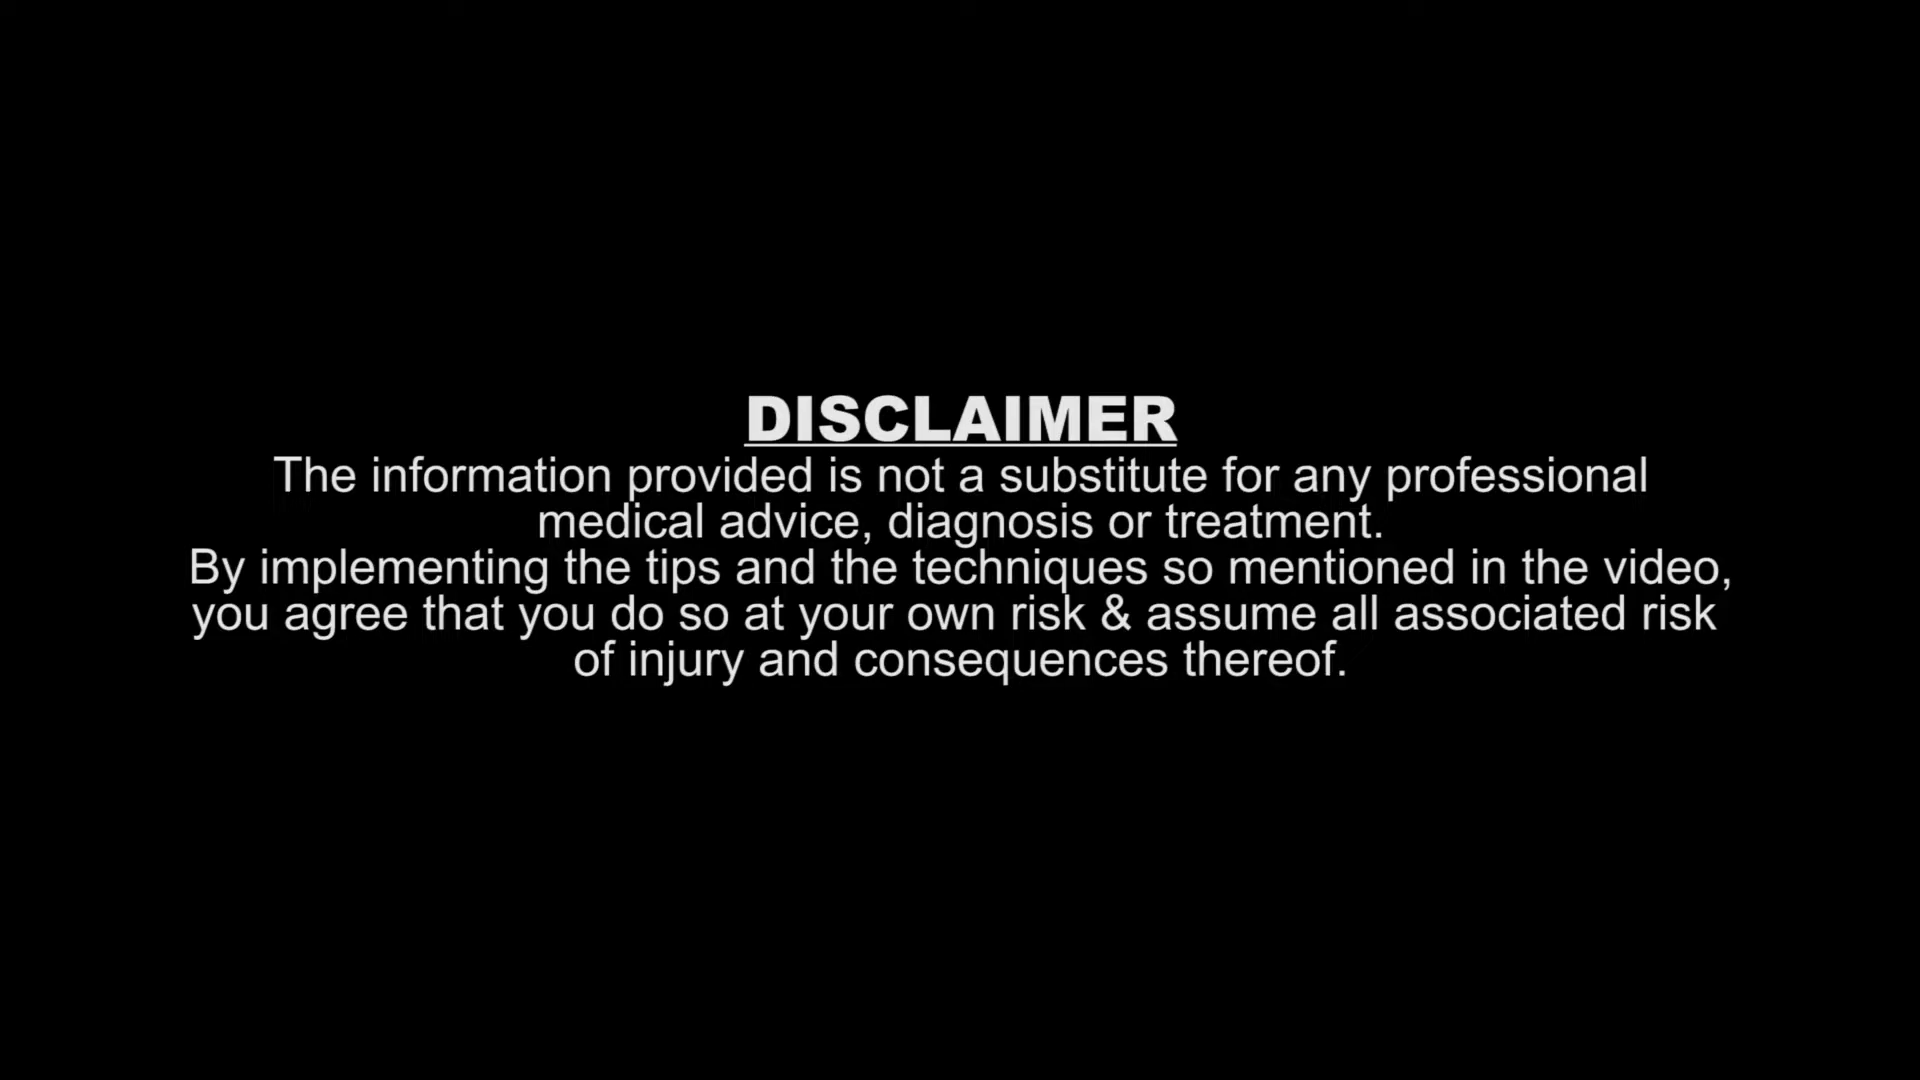 DISCLAIMER
The information provided is not a substitute for any professional
medical advice, diagnosis or treatment.
By implementing the tips and the techniques so mentioned in the video,
you agree that you do so at your own risk & assume all associated risk
of injury and consequences thereof.